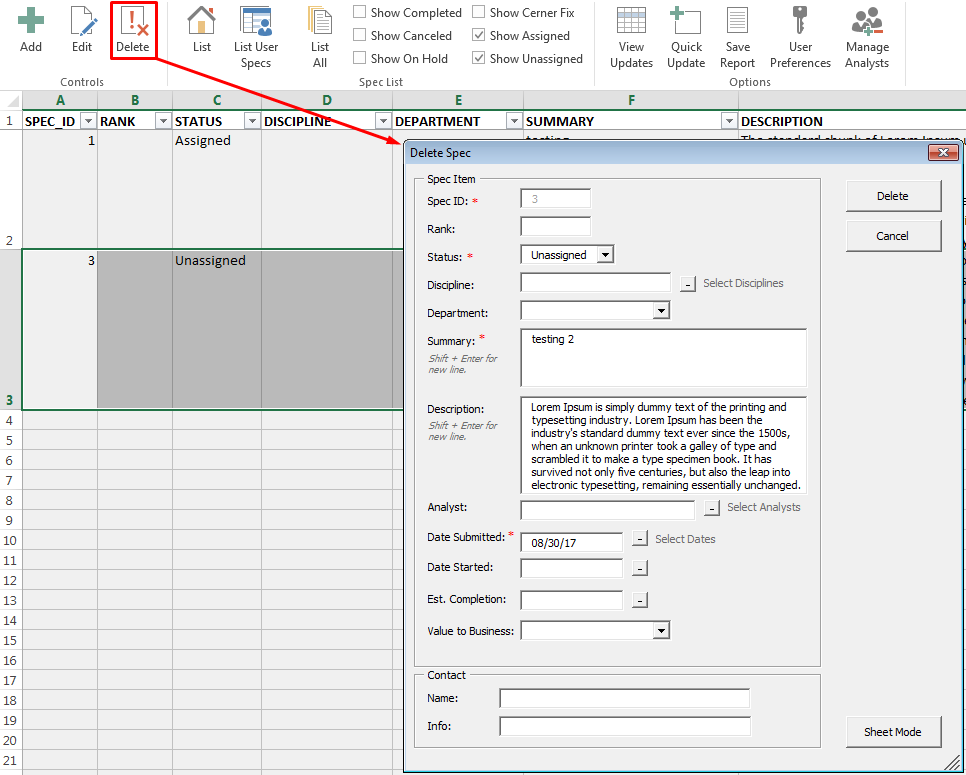 Add
Edit
Delete
List
List User
Specs
List
All
Show Completed
Show Canceled
Show On Hold
Show Cerner Fix
Show Assigned
Show Unassigned
View
Updates
Quick
Update
Save
Report
User
Preferences
Manage
Analysts
Controls
Spec List
Options
A B C D E F
1 SPEC_ID RANK STATUS DISCIPLINE DEPARTMENT SUMMARY DESCRIPTION
1 Assigned testing The standard chunk of Lorem Ipsum
2
3 Unassigned
3
4
5
6
7
8
9
10
11
12
13
14
15
16
17
18
19
20
21
Delete Spec
Spec Item
Spec ID: * 3
Rank:
Status: * Unassigned
Discipline: ... Select Disciplines
Department:
Summary: * testing 2
Shift + Enter for
new line.
Description:
Shift + Enter for
new line.
Lorem Ipsum is simply dummy text of the printing and
typesetting industry. Lorem Ipsum has been the
industry's standard dummy text ever since the 1500s,
when an unknown printer took a galley of type and
scrambled it to make a type specimen book. It has
survived not only five centuries, but also the leap into
electronic typesetting, remaining essentially unchanged.
Analyst: ... Select Analysts
Date Submitted: * 08/30/17 ... Select Dates
Date Started: ...
Est. Completion: ...
Value to Business:
Contact
Name:
Info:
Delete
Cancel
Sheet Mode